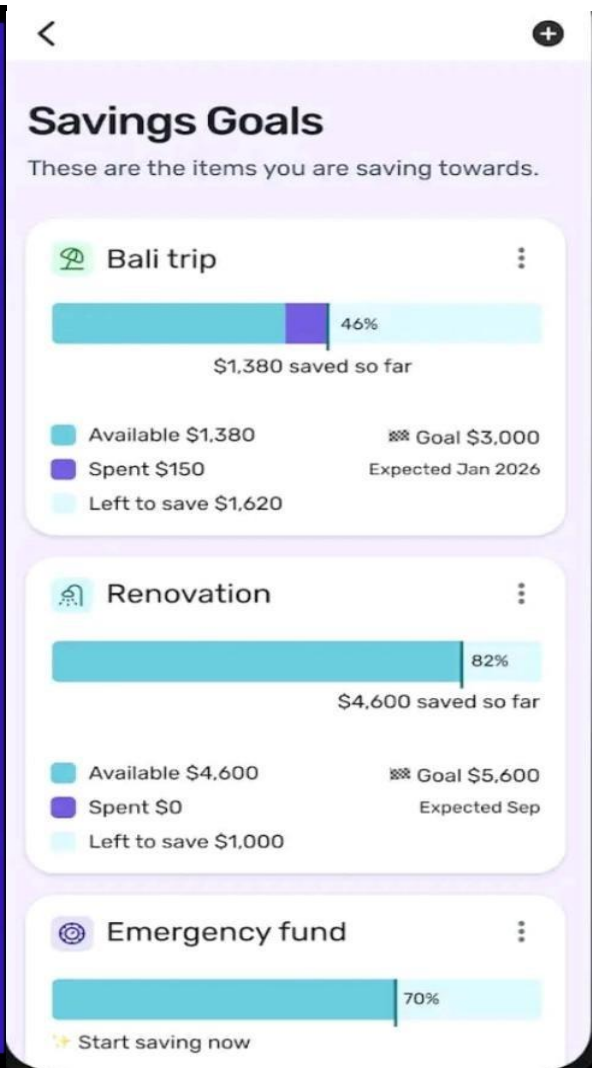 Savings Goals
These are the items you are saving towards.
Bali trip
46%
$1,380 saved so far
Available $1,380
Goal $3,000
Spent $150
Expected Jan 2026
Left to save $1,620
Renovation
82%
$4,600 saved so far
Available $4,600
Goal $5,600
Spent $0
Expected Sep
Left to save $1,000
Emergency fund
70%
Start saving now